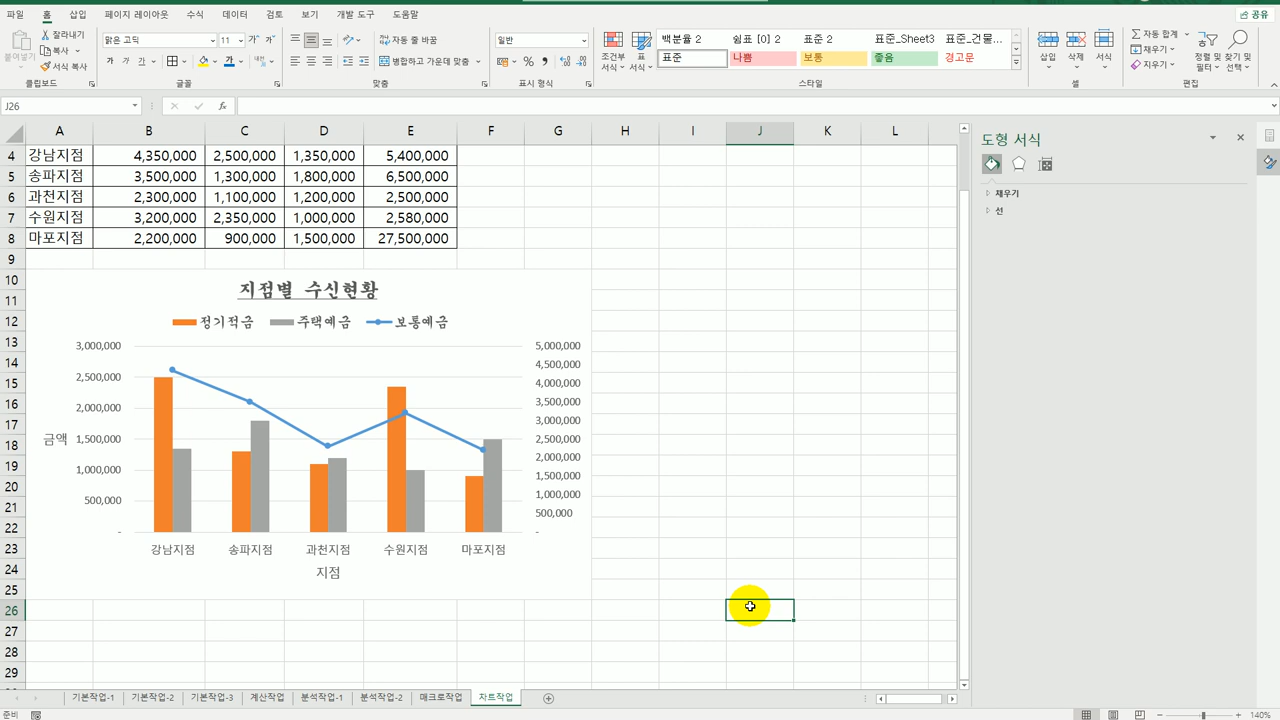 파일 홈 삽입 페이지 레이아웃 수식 데이터 검토 보기 개발 도구 도움말 공유
붙여넣기 잘라내기 복사 서식 복사 클립보드
맑은 고딕 11 가 가 가 가 가 글꼴
자동 줄 바꿈 병합하고 가운데 맞춤 맞춤
일반 % 표시 형식
조건부 서식 표 서식
백분율 2 쉼표 [0] 2 표준 2 표준_Sheet3 표준_건물...
표준 나쁨 보통 좋음 경고문
스타일
삽입 삭제 서식 셀
자동 합계 채우기 지우기 정렬 및 필터 찾기 및 선택 편집
J26 fx
A B C D E F G H I J K L
4 강남지점 4,350,000 2,500,000 1,350,000 5,400,000
5 송파지점 3,500,000 1,300,000 1,800,000 6,500,000
6 과천지점 2,300,000 1,100,000 1,200,000 2,500,000
7 수원지점 3,200,000 2,350,000 1,000,000 2,580,000
8 마포지점 2,200,000 900,000 1,500,000 27,500,000
9
10
11
12
13
14
15
16
17
18
19
20
21
22
23
24
25
26
27
28
29
지점별 수신현황
정기적금 주택예금 보통예금
3,000,000
2,500,000
2,000,000
1,500,000
1,000,000
500,000
-
금액
5,000,000
4,500,000
4,000,000
3,500,000
3,000,000
2,500,000
2,000,000
1,500,000
1,000,000
500,000
-
강남지점 송파지점 과천지점 수원지점 마포지점
지점
도형 서식
채우기
선
기본작업-1 기본작업-2 기본작업-3 계산작업 분석작업-1 분석작업-2 매크로작업 차트작업
준비 140%